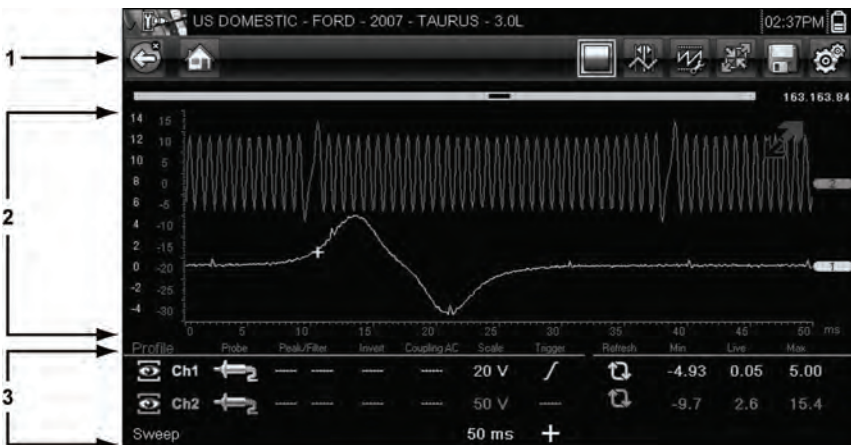 US DOMESTIC - FORD - 2007 - TAURUS - 3.0L 02:37PM
1
163.163.84
14 15
12 10
10 5
8 0 2
6 -5
4 -10
2
2 -15
0 -20 1
-2 -25
-4 -30
0 5 10 15 20 25 30 35 40 45 50 ms
Profile Probe Peak/Filter Invert Coupling AC Scale Trigger Refresh Min Live Max
Ch1 ---- ---- ---- ---- 20 V -4.93 0.05 5.00
3
Ch2 ---- ---- ---- ---- 50 V ---- -9.7 2.6 15.4
Sweep 50 ms